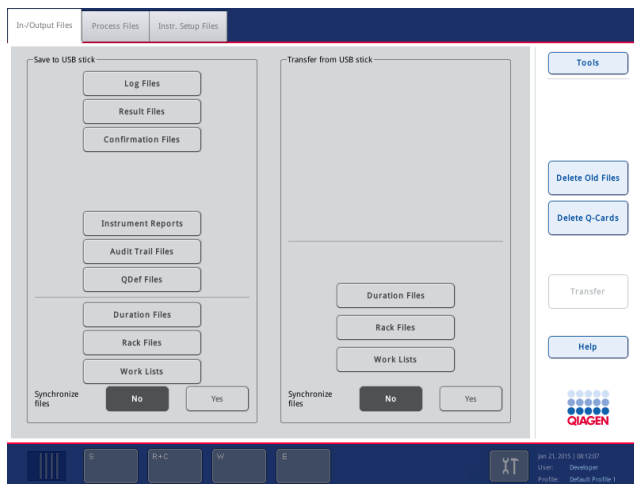 In-/Output Files
Process Files
Instr. Setup Files
Save to USB stick
Log Files
Result Files
Confirmation Files
Instrument Reports
Audit Trail Files
QDef Files
Duration Files
Rack Files
Work Lists
Synchronize files
No
Yes
Transfer from USB stick
Duration Files
Rack Files
Work Lists
Synchronize files
No
Yes
Tools
Delete Old Files
Delete Q-Cards
Transfer
Help
QIAGEN
S
R+C
W
E
Jan 21, 2015 | 08:12:07
User: Developer
Profile: Default Profile 1